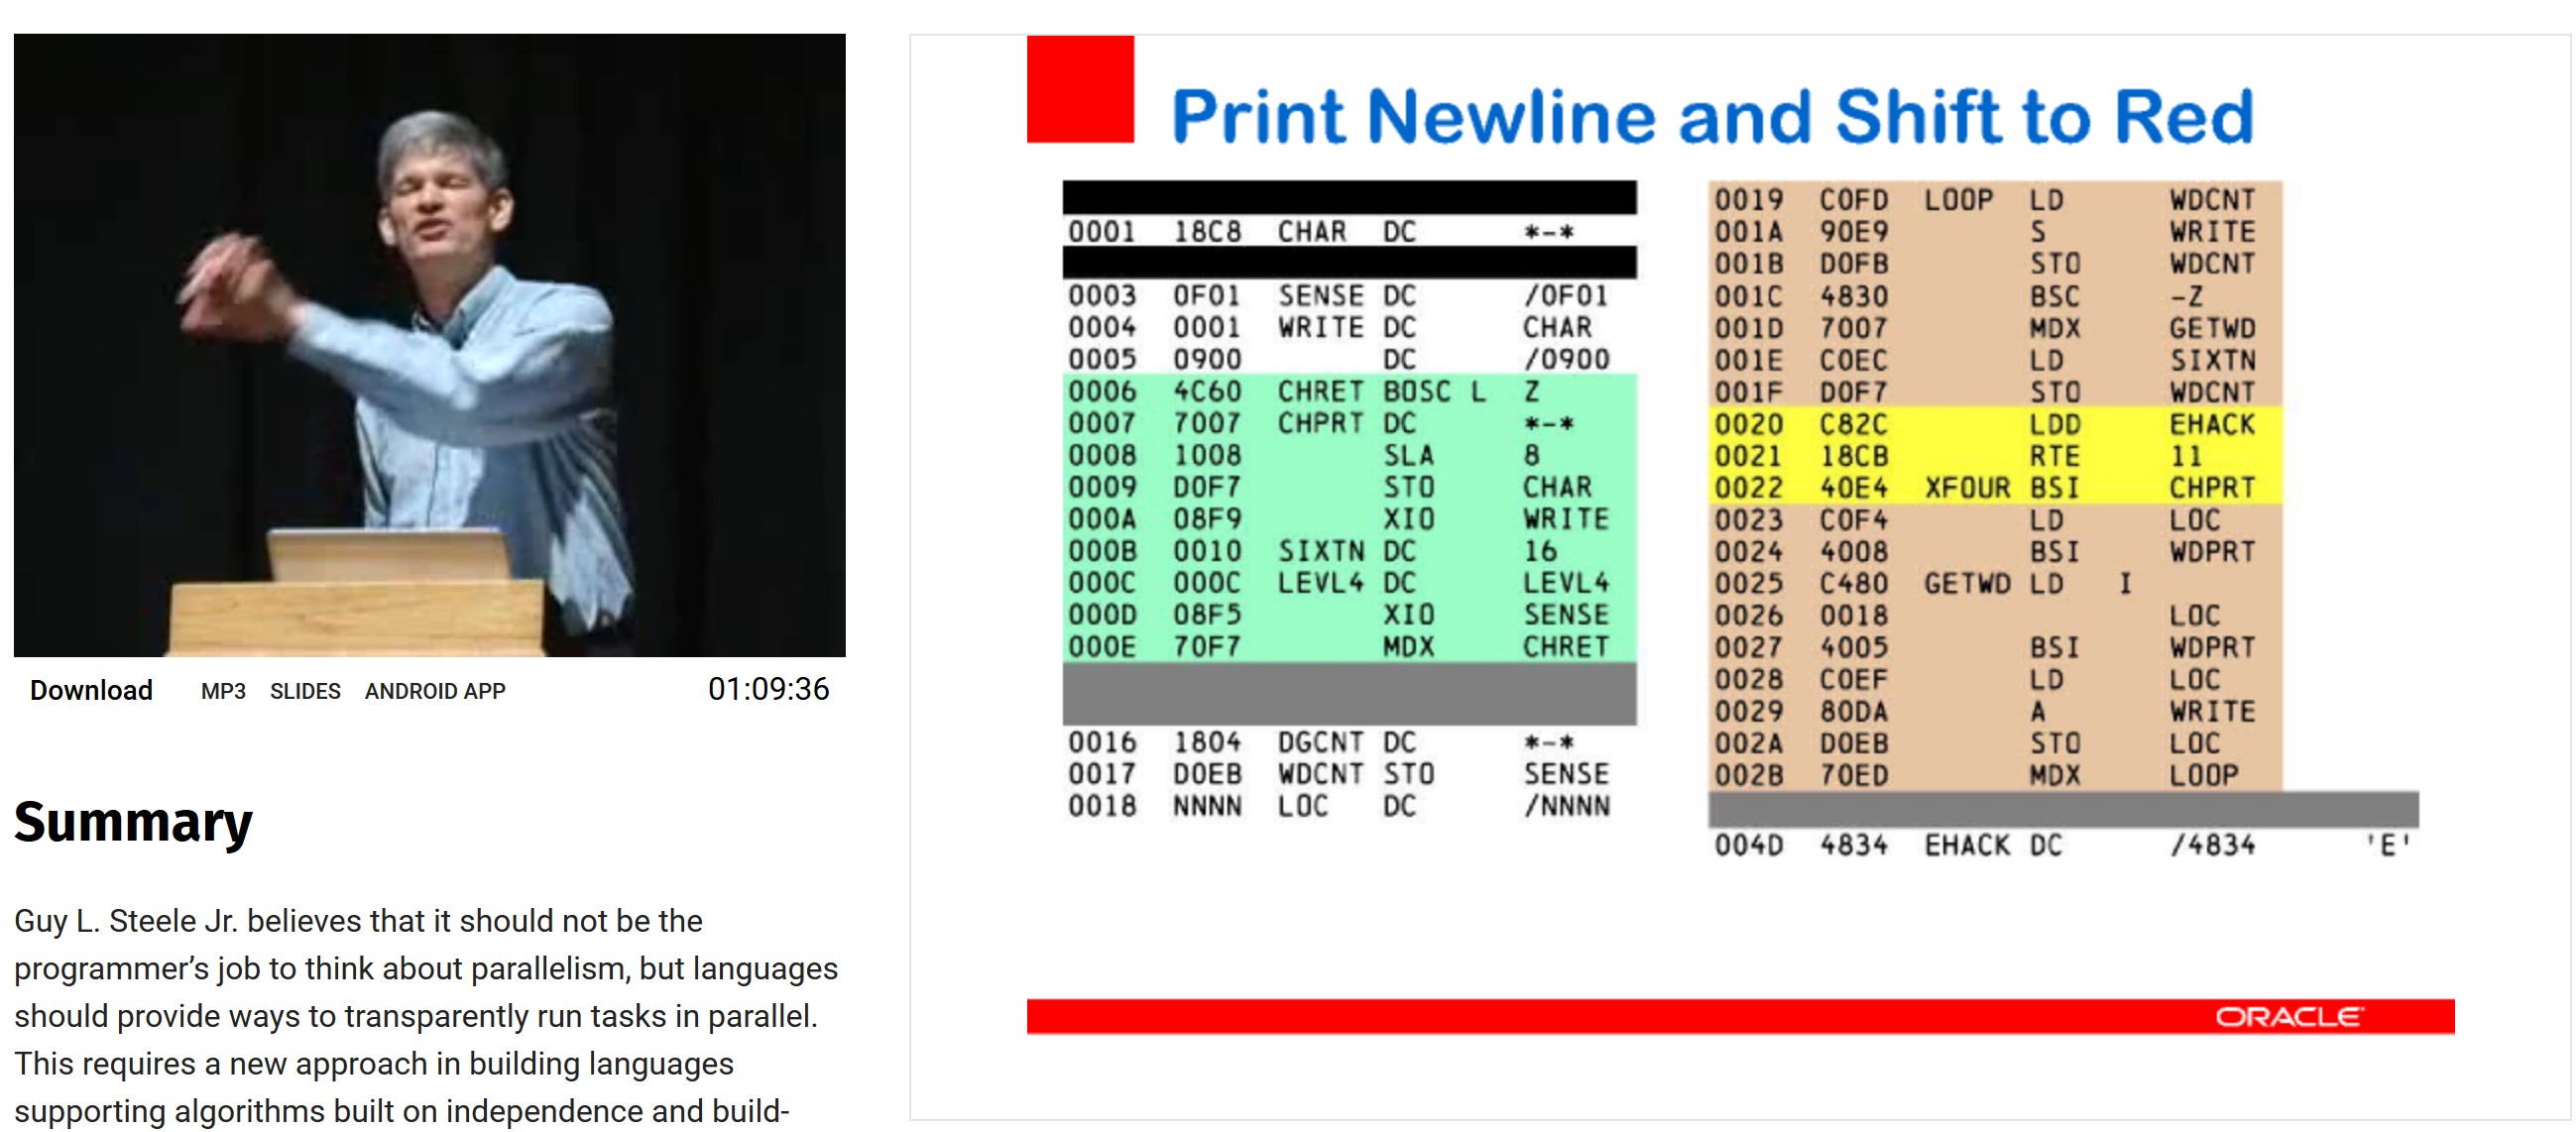 Download MP3 SLIDES ANDROID APP 01:09:36
Summary
Guy L. Steele Jr. believes that it should not be the
programmer’s job to think about parallelism, but languages
should provide ways to transparently run tasks in parallel.
This requires a new approach in building languages
supporting algorithms built on independence and build-
Print Newline and Shift to Red
0001 18C8 CHAR DC *-*
0003 0F01 SENSE DC /0F01
0004 0001 WRITE DC CHAR
0005 0900 DC /0900
0006 4C60 CHRET BOSC L Z
0007 7007 CHPRT DC *-*
0008 1008 SLA 8
0009 D0F7 STO CHAR
000A 08F9 XIO WRITE
000B 0010 SIXTN DC 16
000C 000C LEVL4 DC LEVL4
000D 08F5 XIO SENSE
000E 70F7 MDX CHRET
0016 1804 DGCNT DC *-*
0017 D0EB WDCNT STO SENSE
0018 NNNN LOC DC /NNNN
0019 C0FD LOOP LD WDCNT
001A 90E9 S WRITE
001B D0FB STO WDCNT
001C 4830 BSC -Z
001D 7007 MDX GETWD
001E C0EC LD SIXTN
001F D0F7 STO WDCNT
0020 C82C LDD EHACK
0021 18CB RTE 11
0022 40E4 XFOUR BSI CHPRT
0023 C0F4 LD LOC
0024 4008 BSI WDPRT
0025 C480 GETWD LD I
0026 0018 LOC
0027 4005 BSI WDPRT
0028 C0EF LD LOC
0029 80DA A WRITE
002A D0EB STO LOC
002B 70ED MDX LOOP
004D 4834 EHACK DC /4834 'E'
ORACLE